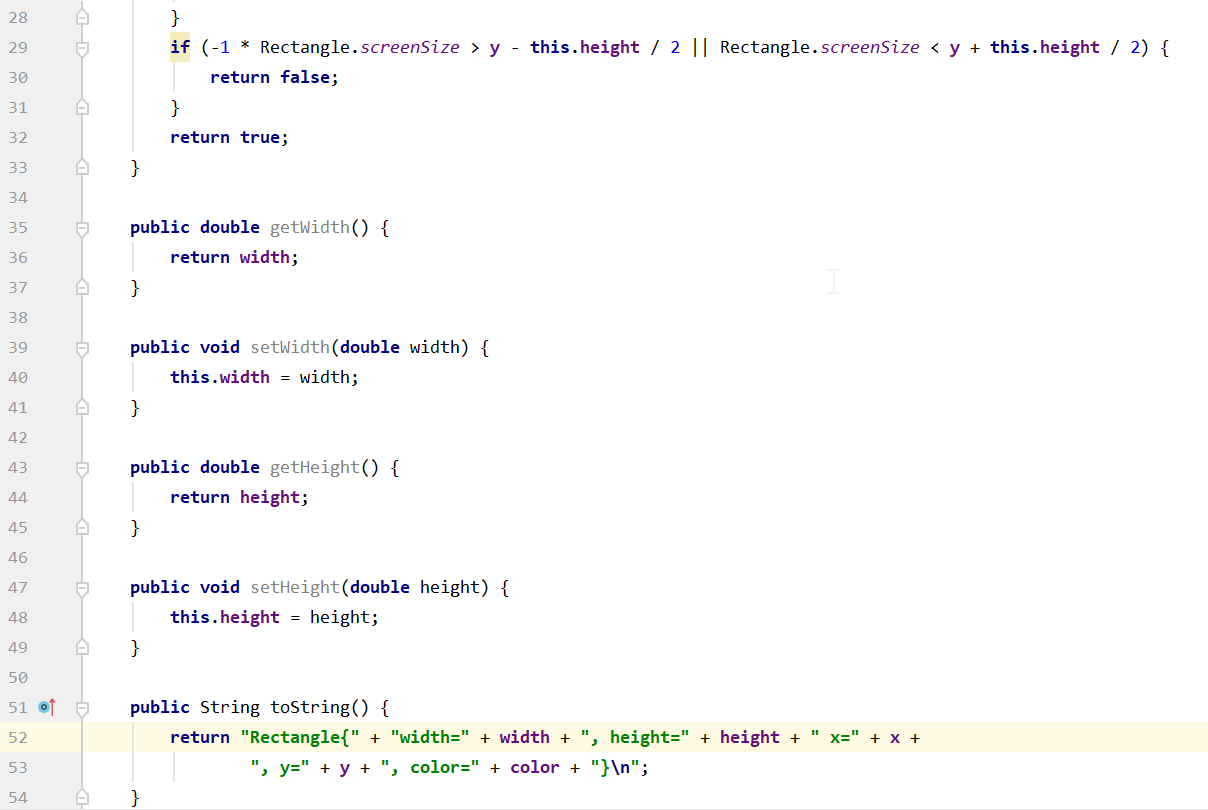 28             }
29             if (-1 * Rectangle.screenSize > y - this.height / 2 || Rectangle.screenSize < y + this.height / 2) {
30                 return false;
31             }
32             return true;
33         }
34
35         public double getWidth() {
36             return width;
37         }
38
39         public void setWidth(double width) {
40             this.width = width;
41         }
42
43         public double getHeight() {
44             return height;
45         }
46
47         public void setHeight(double height) {
48             this.height = height;
49         }
50
51         public String toString() {
52             return "Rectangle{" + "width=" + width + ", height=" + height + " x=" + x +
53                     ", y=" + y + ", color=" + color + "}\n";
54         }